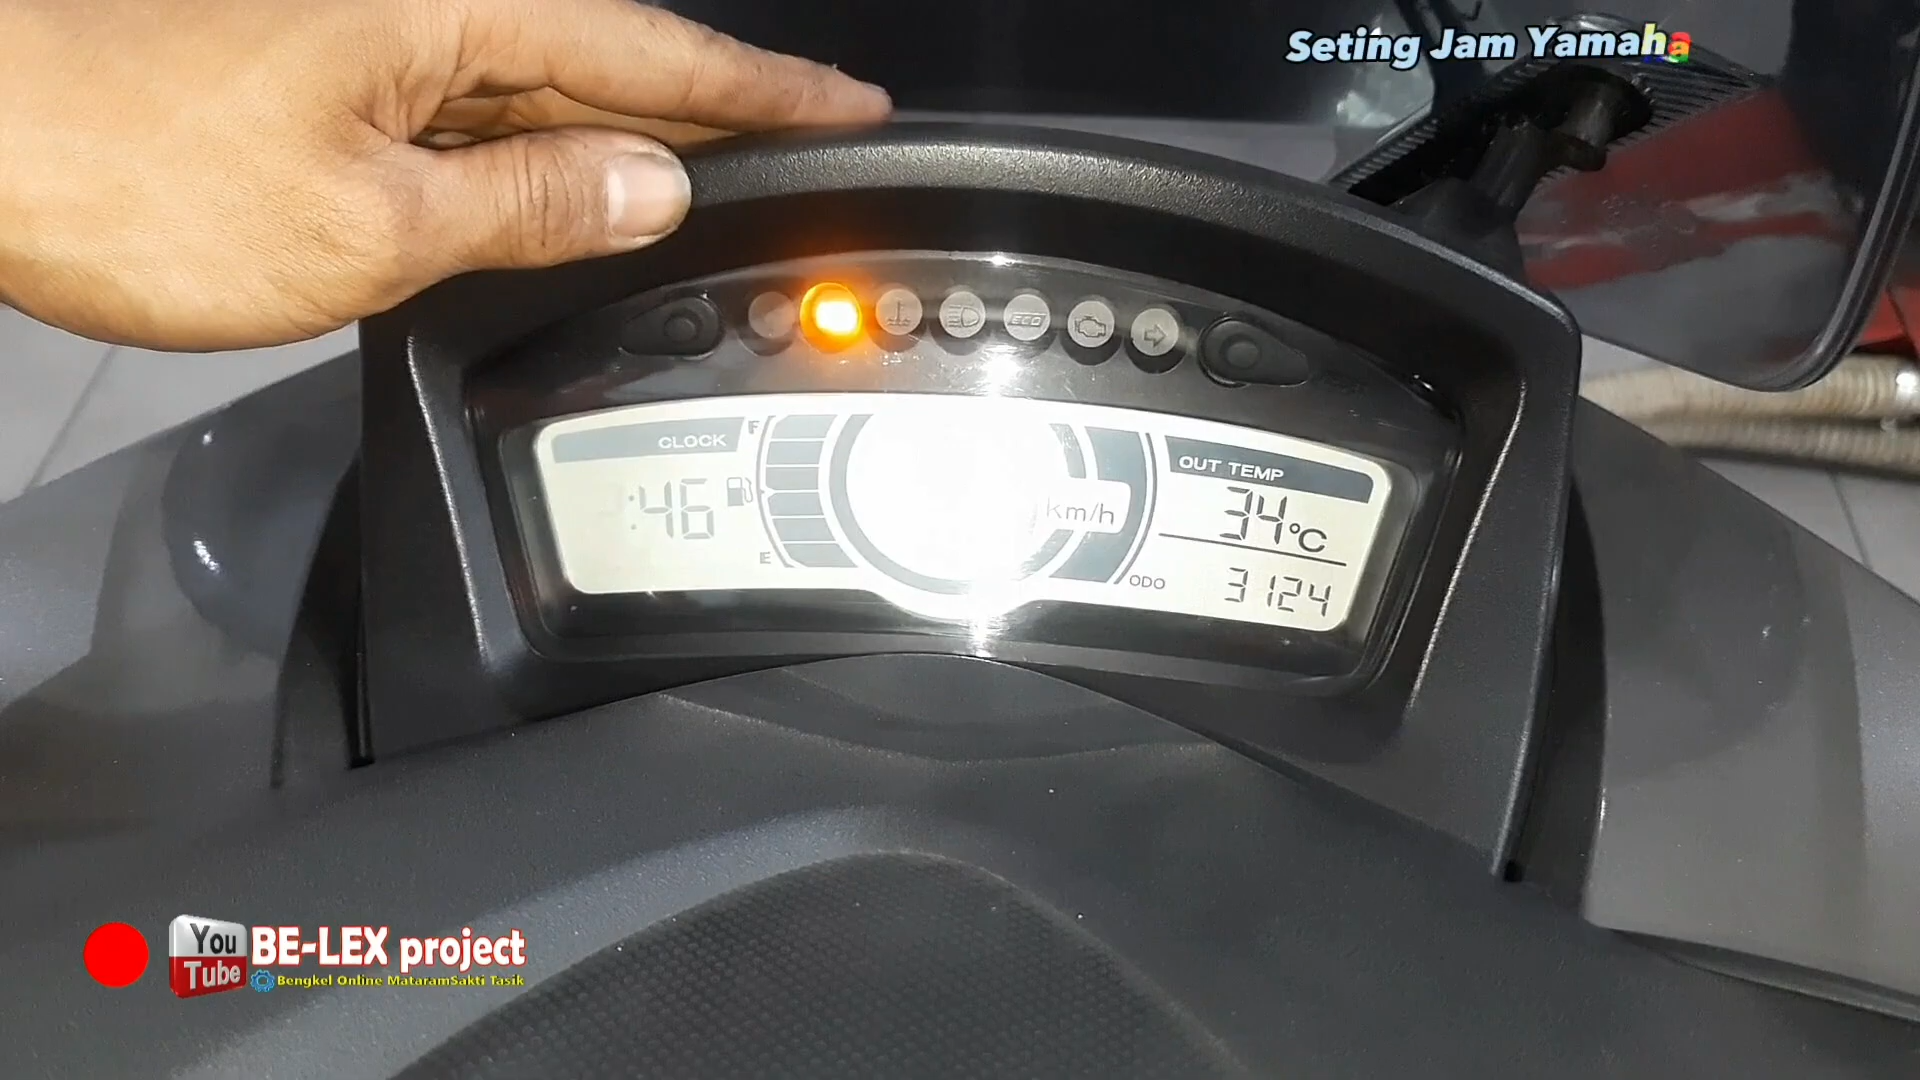 Seting Jam Yamaha
ECO
CLOCK
F
:46
E
km/h
OUT TEMP
34°C
ODO
3124
You
Tube
BE-LEX project
Bengkel Online MataramSakti Tasik